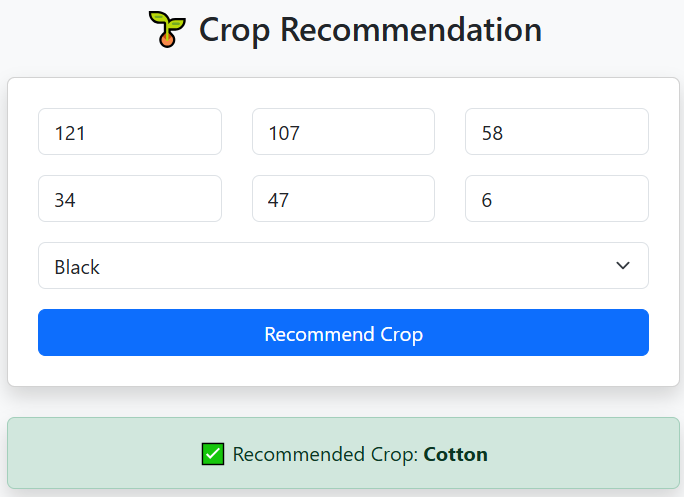 Crop Recommendation
121 107 58
34 47 6
Black
Recommend Crop
Recommended Crop: Cotton